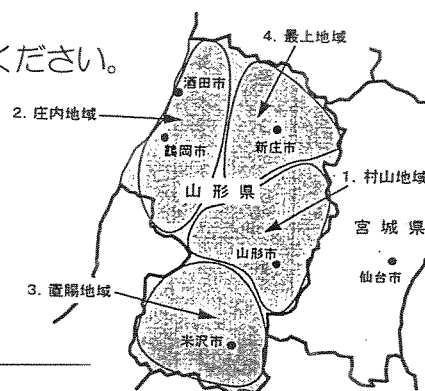 ください。
4. 最上地域
酒田市
2. 庄内地域
鶴岡市
新庄市
山形県
1. 村山地域
宮城県
山形市
仙台市
3. 置賜地域
米沢市